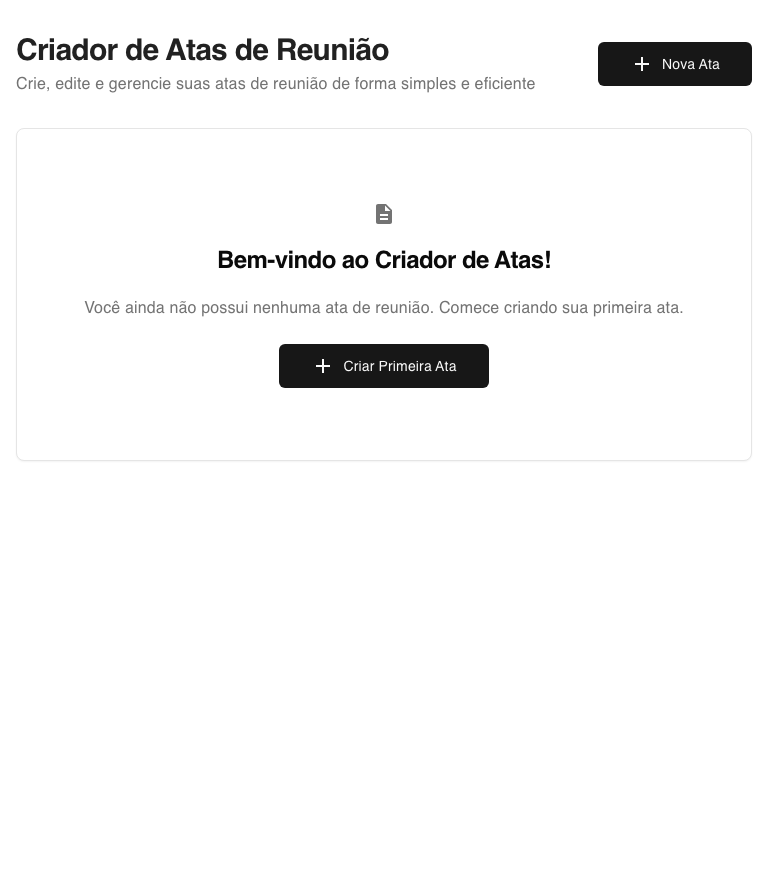 Criador de Atas de Reunião
Crie, edite e gerencie suas atas de reunião de forma simples e eficiente
Nova Ata
Bem-vindo ao Criador de Atas!
Você ainda não possui nenhuma ata de reunião. Comece criando sua primeira ata.
Criar Primeira Ata